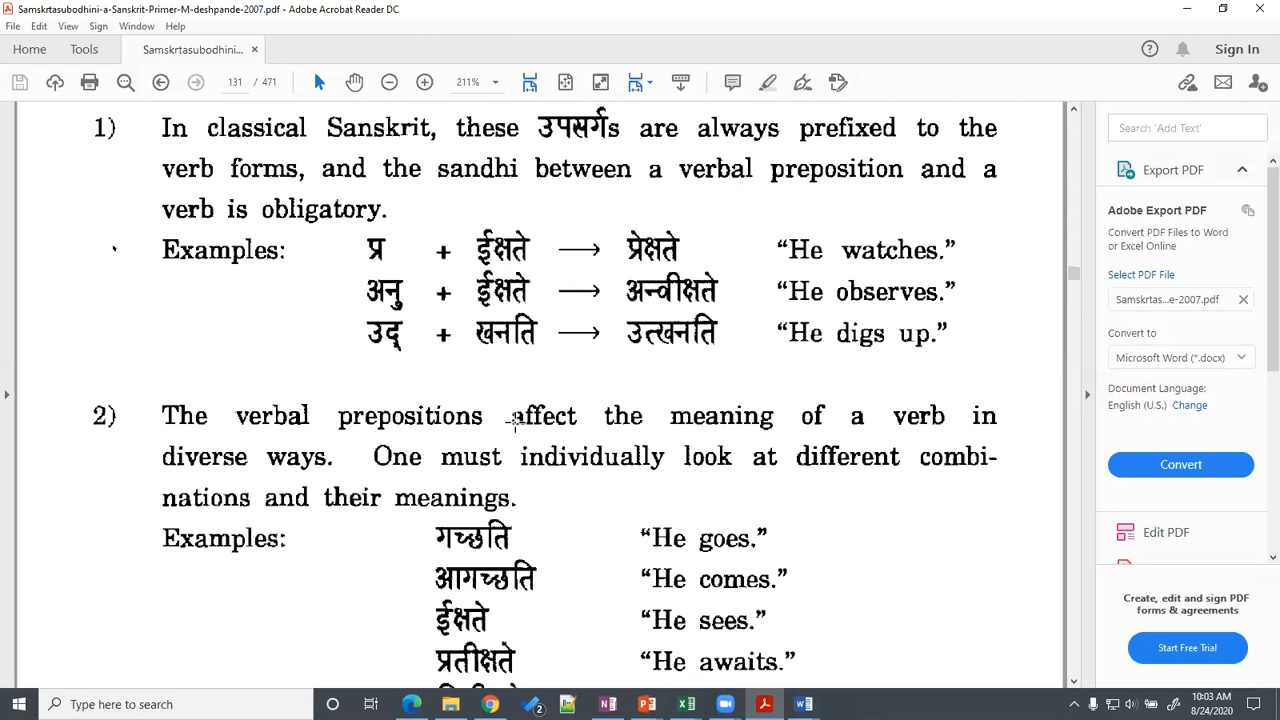 Samskrtasubodhini-a-Sanskrit-Primer-M-deshpande-2007.pdf - Adobe Acrobat Reader DC
File Edit View Sign Window Help
Home Tools Samskrtasubodhini... × Sign In
131 / 471 211%
1) In classical Sanskrit, these उपसर्गs are always prefixed to the
verb forms, and the sandhi between a verbal preposition and a
verb is obligatory.
Examples: प्र + ईक्षते ⟶ प्रेक्षते “He watches.”
अनु + ईक्षते ⟶ अन्वीक्षते “He observes.”
उद् + खनति ⟶ उत्खनति “He digs up.”
2) The verbal prepositions affect the meaning of a verb in
diverse ways. One must individually look at different combi-
nations and their meanings.
Examples: गच्छति “He goes.”
आगच्छति “He comes.”
ईक्षते “He sees.”
प्रतीक्षते “He awaits.”
Search 'Add Text'
Export PDF
Adobe Export PDF
Convert PDF Files to Word
or Excel Online
Select PDF File
Samskrtas...e-2007.pdf ×
Convert to
Microsoft Word (*.docx)
Document Language:
English (U.S.) Change
Convert
Edit PDF
Create, edit and sign PDF
forms & agreements
Start Free Trial
Type here to search
2
10:03 AM
8/24/2020